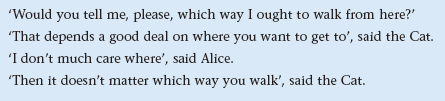 ‘Would you tell me, please, which way I ought to walk from here?’
‘That depends a good deal on where you want to get to’, said the Cat.
‘I don’t much care where’, said Alice.
‘Then it doesn’t matter which way you walk’, said the Cat.